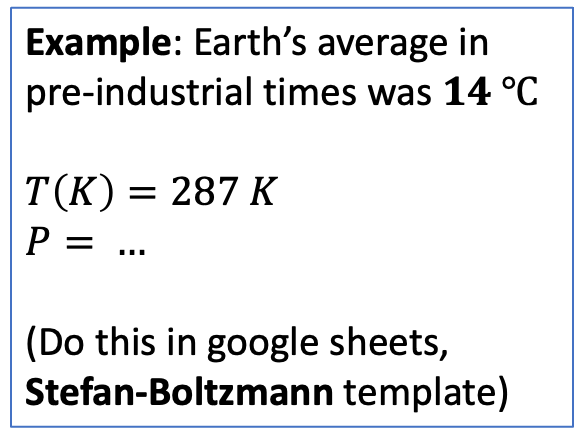 Example: Earth’s average in
pre-industrial times was 14 °C
T(K) = 287 K
P = ...
(Do this in google sheets,
Stefan-Boltzmann template)